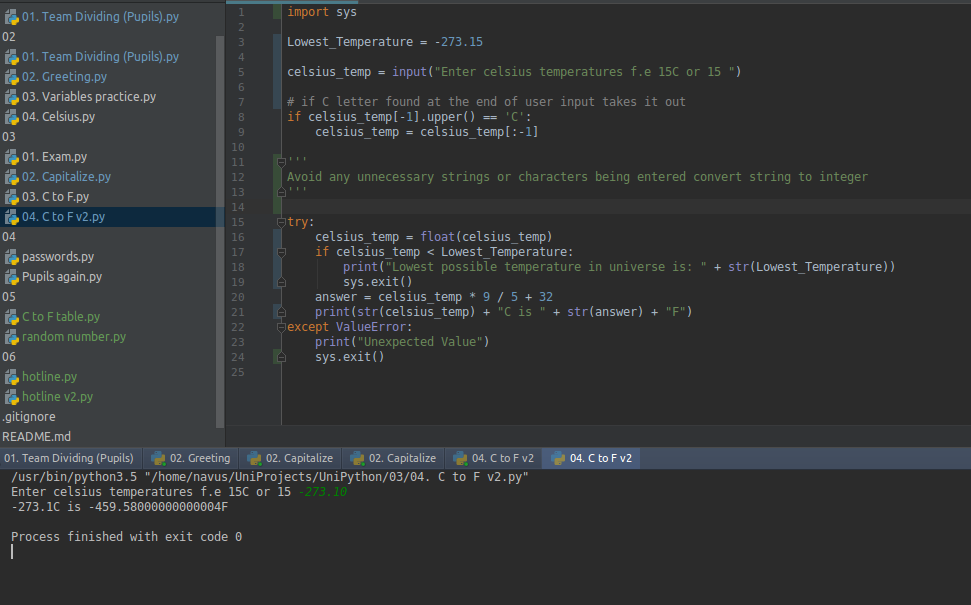 01. Team Dividing (Pupils).py
02
01. Team Dividing (Pupils).py
02. Greeting.py
03. Variables practice.py
04. Celsius.py
03
01. Exam.py
02. Capitalize.py
03. C to F.py
04. C to F v2.py
04
passwords.py
Pupils again.py
05
C to F table.py
random number.py
06
hotline.py
hotline v2.py
.gitignore
README.md
1 import sys
2
3 Lowest_Temperature = -273.15
4
5 celsius_temp = input("Enter celsius temperatures f.e 15C or 15 ")
6
7 # if C letter found at the end of user input takes it out
8 if celsius_temp[-1].upper() == 'C':
9     celsius_temp = celsius_temp[:-1]
10
11 '''
12 Avoid any unnecessary strings or characters being entered convert string to integer
13 '''
14
15 try:
16     celsius_temp = float(celsius_temp)
17     if celsius_temp < Lowest_Temperature:
18         print("Lowest possible temperature in universe is: " + str(Lowest_Temperature))
19         sys.exit()
20     answer = celsius_temp * 9 / 5 + 32
21     print(str(celsius_temp) + "C is " + str(answer) + "F")
22 except ValueError:
23     print("Unexpected Value")
24     sys.exit()
25
01. Team Dividing (Pupils) 02. Greeting 02. Capitalize 02. Capitalize 04. C to F v2 04. C to F v2
/usr/bin/python3.5 "/home/navus/UniProjects/UniPython/03/04. C to F v2.py"
Enter celsius temperatures f.e 15C or 15 -273.10
-273.1C is -459.58000000000004F
Process finished with exit code 0